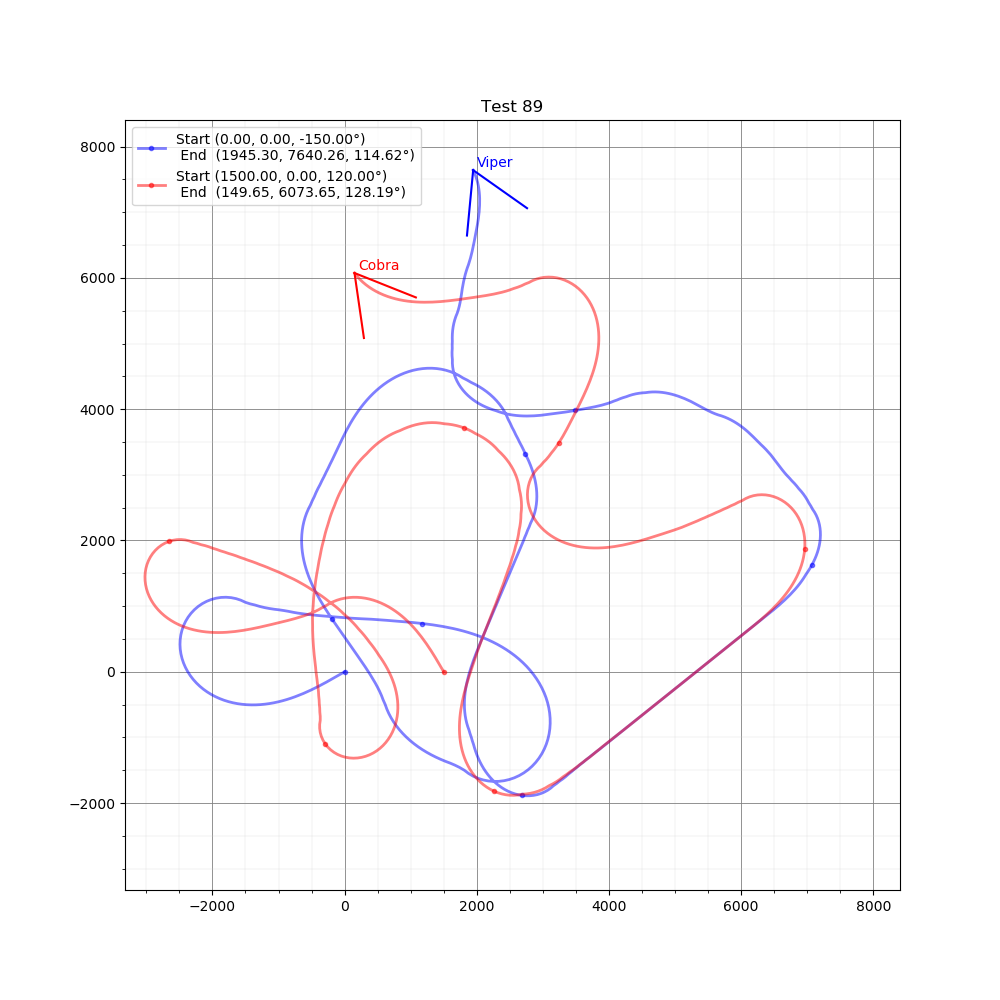 Test 89
Start (0.00, 0.00, -150.00°)
End (1945.30, 7640.26, 114.62°)
Start (1500.00, 0.00, 120.00°)
End (149.65, 6073.65, 128.19°)
Viper
Cobra
8000
6000
4000
2000
0
−2000
−2000 0 2000 4000 6000 8000